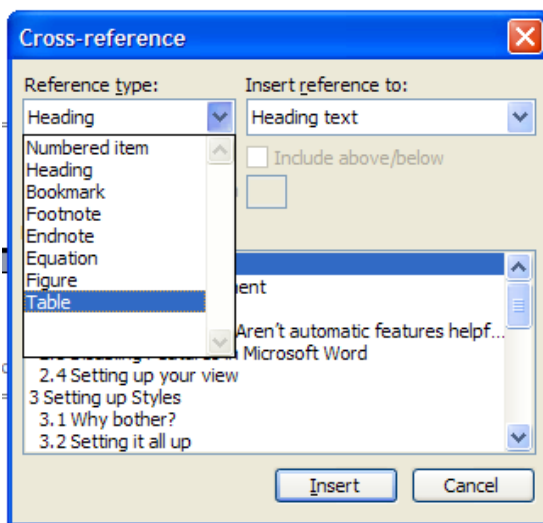 Cross-reference
Reference type: Insert reference to:
Heading Heading text
Numbered item
Heading
Bookmark
Footnote
Endnote
Equation
Figure
Table
Include above/below
ent
Aren't automatic features helpf...
in Microsoft Word
2.4 Setting up your view
3 Setting up Styles
3.1 Why bother?
3.2 Setting it all up
Insert Cancel